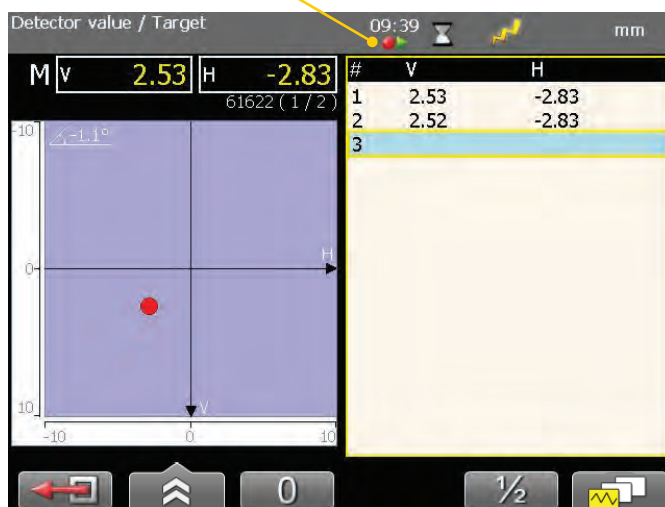 Detector value / Target 09:39 mm
M V 2.53 H -2.83
61622 ( 1 / 2 )
# V H
1 2.53 -2.83
2 2.52 -2.83
3
-1.1°
-10
H
0
10
V
-10 0 10
0 ½